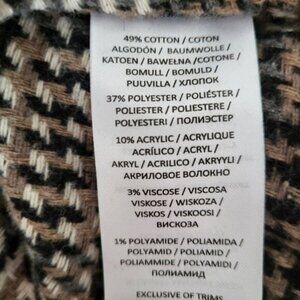 49% COTTON / COTON
ALGODÓN / BAUMWOLLE /
KATOEN / BAWEŁNA /COTONE /
BOMULL / BOMULD /
PUUVILLA / ХЛОПОК
37% POLYESTER / POLIÉSTER /
POLIESTER / POLIESTERE /
POLYESTERI / ПОЛИЭСТЕР
10% ACRYLIC / ACRYLIQUE
ACRÍLICO / ACRYL /
AKRYL / ACRILICO / AKRYYLI /
АКРИЛОВОЕ ВОЛОКНО
3% VISCOSE / VISCOSA
VISKOSE / WISKOZA /
VISKOS / VISKOOSI /
ВИСКОЗА
1% POLYAMIDE / POLIAMIDA /
POLYAMID / POLIAMID /
POLIAMMIDE / POLYAMIDI /
ПОЛИАМИД
EXCLUSIVE OF TRIMS